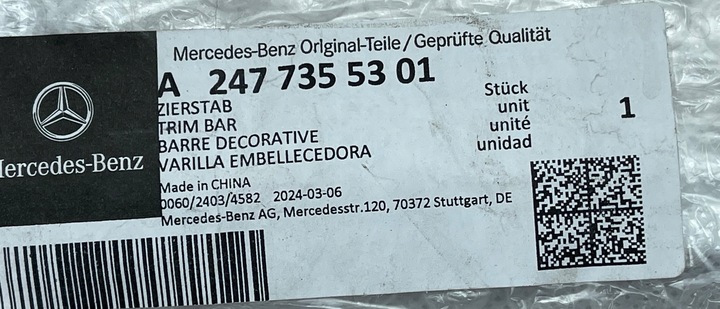 Mercedes-Benz Original-Teile/Geprüfte Qualität
A 247 735 53 01
ZIERSTAB
TRIM BAR
BARRE DECORATIVE
VARILLA EMBELLECEDORA
Stück
unit
unité
unidad
1
Mercedes-Benz
Made in CHINA
0060/2403/4582 2024-03-06
Mercedes-Benz AG, Mercedesstr.120, 70372 Stuttgart, DE